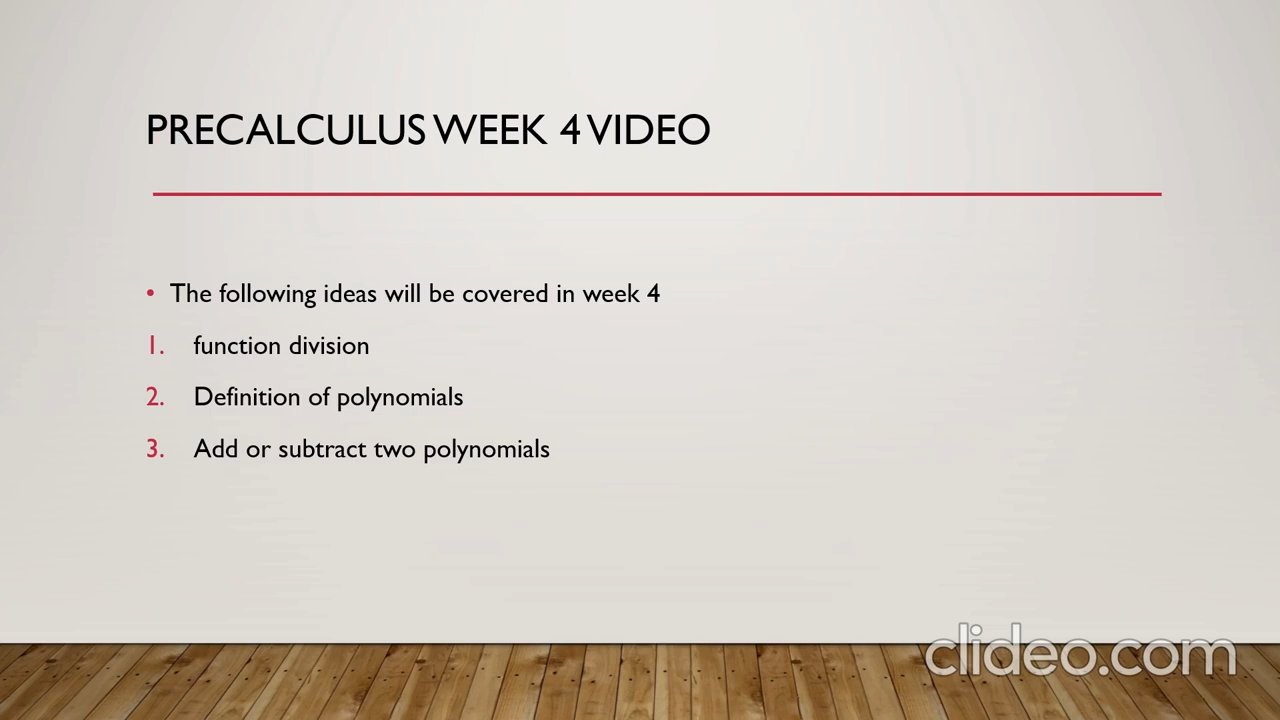 PRECALCULUS WEEK 4 VIDEO
• The following ideas will be covered in week 4
1. function division
2. Definition of polynomials
3. Add or subtract two polynomials
clideo.com